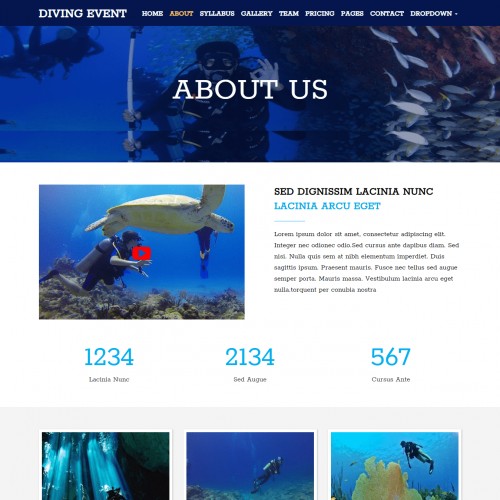 DIVING EVENT HOME ABOUT SYLLABUS GALLERY TEAM PRICING PAGES CONTACT DROPDOWN
ABOUT US
SED DIGNISSIM LACINIA NUNC
LACINIA ARCU EGET
Lorem ipsum dolor sit amet, consectetur adipiscing elit.
Integer nec odionec odio.Sed cursus ante dapibus diam. Sed
nisi. Nulla quis sem at nibh elementum imperdiet. Duis
sagittis ipsum. Praesent mauris. Fusce nec tellus sed augue
semper porta. Mauris massa. Vestibulum lacinia arcu eget
nulla.torquent per conubia nostra
1234 2134 567
Lacinia Nunc Sed Augue Cursus Ante